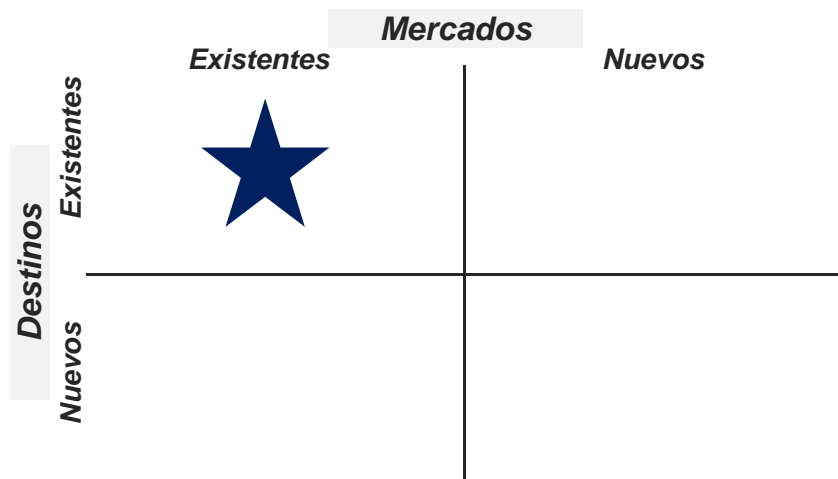 Mercados
Existentes
Nuevos
Destinos
Existentes
Nuevos